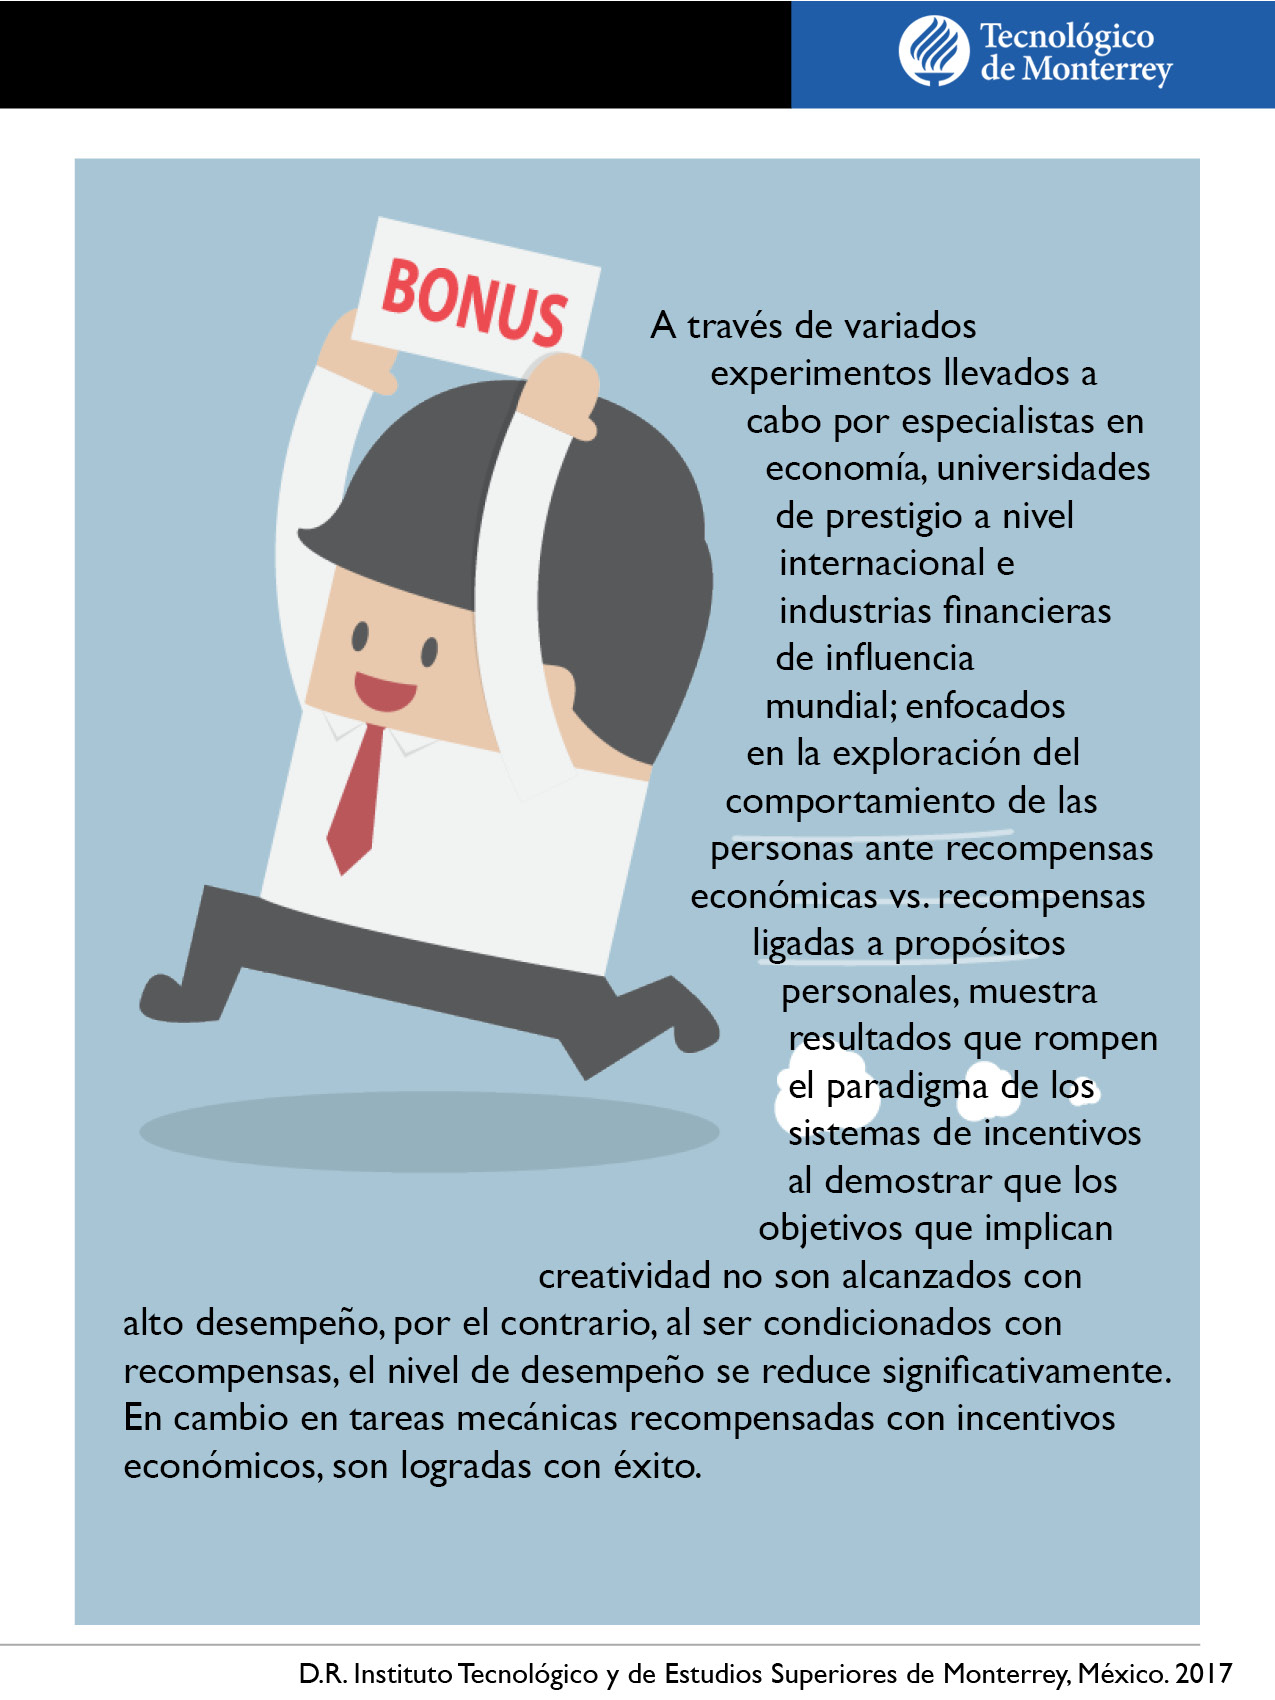 Tecnológico
de Monterrey
BONUS
A través de variados
experimentos llevados a
cabo por especialistas en
economía, universidades
de prestigio a nivel
internacional e
industrias financieras
de influencia
mundial; enfocados
en la exploración del
comportamiento de las
personas ante recompensas
económicas vs. recompensas
ligadas a propósitos
personales, muestra
resultados que rompen
el paradigma de los
sistemas de incentivos
al demostrar que los
objetivos que implican
creatividad no son alcanzados con
alto desempeño, por el contrario, al ser condicionados con
recompensas, el nivel de desempeño se reduce significativamente.
En cambio en tareas mecánicas recompensadas con incentivos
económicos, son logradas con éxito.
D.R. Instituto Tecnológico y de Estudios Superiores de Monterrey, México. 2017